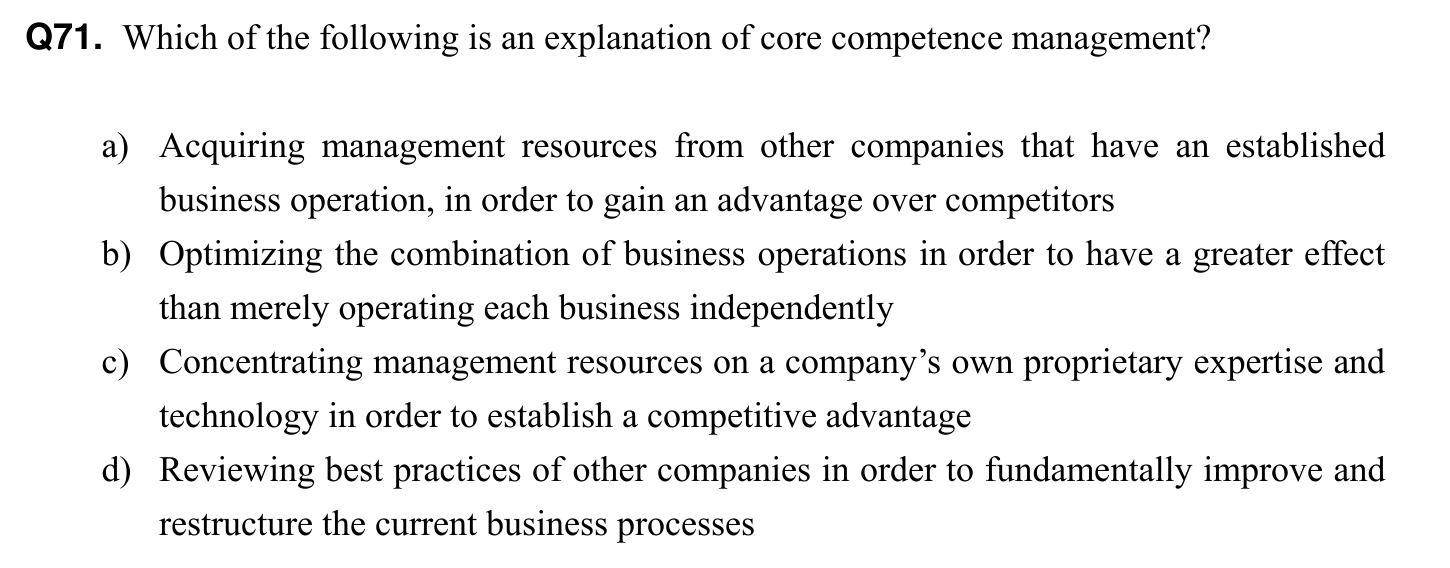 Q71. Which of the following is an explanation of core competence management?
a) Acquiring management resources from other companies that have an established
business operation, in order to gain an advantage over competitors
b) Optimizing the combination of business operations in order to have a greater effect
than merely operating each business independently
c) Concentrating management resources on a company’s own proprietary expertise and
technology in order to establish a competitive advantage
d) Reviewing best practices of other companies in order to fundamentally improve and
restructure the current business processes